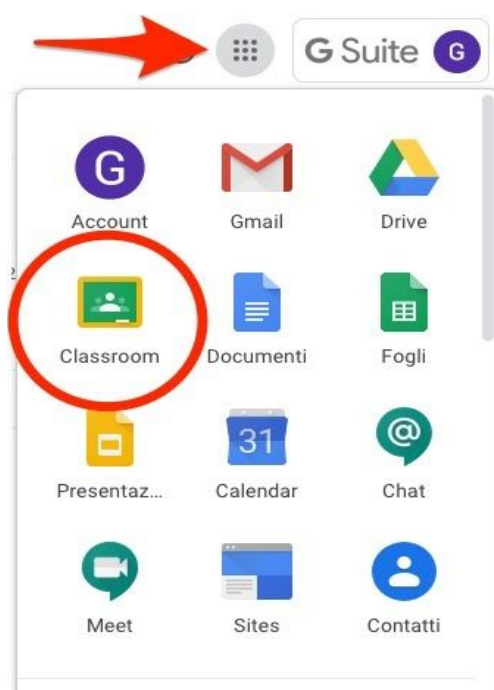 G Suite G
G
Account Gmail Drive
Classroom Documenti Fogli
31 @
Presentaz... Calendar Chat
Meet Sites Contatti